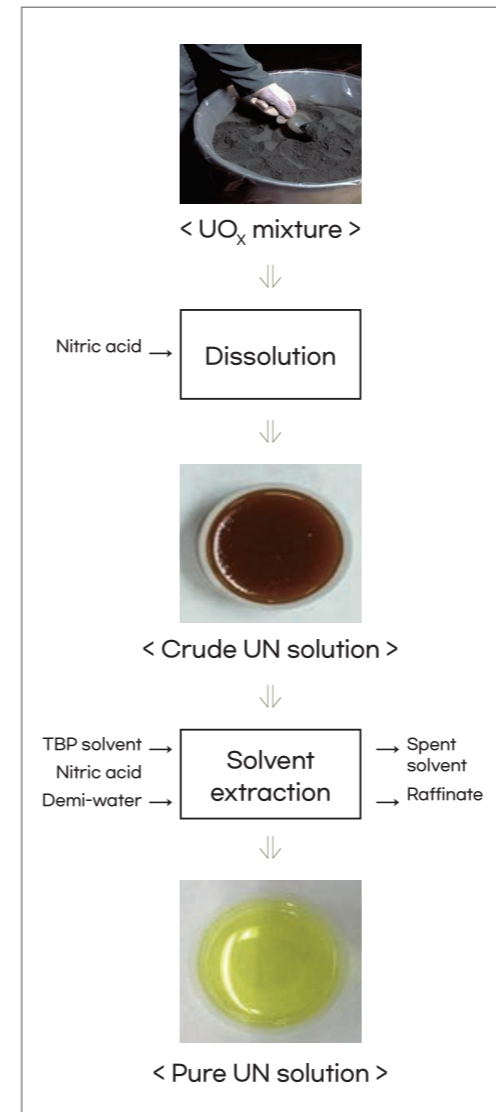 < UOₓ mixture >
Nitric acid →
Dissolution
< Crude UN solution >
TBP solvent →
Nitric acid
Demi-water →
Solvent
extraction
→ Spent
solvent
→ Raffinate
< Pure UN solution >